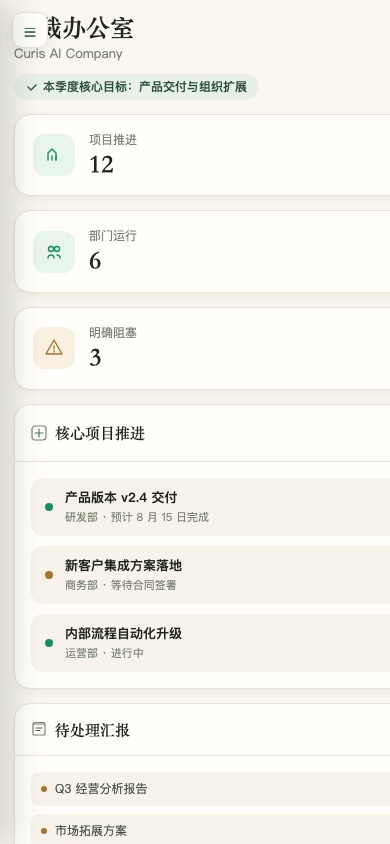 办公室
Curis AI Company
本季度核心目标：产品交付与组织扩展
项目推进
12
部门运行
6
明确阻塞
3
核心项目推进
产品版本 v2.4 交付
研发部 · 预计 8 月 15 日完成
新客户集成方案落地
商务部 · 等待合同签署
内部流程自动化升级
运营部 · 进行中
待处理汇报
Q3 经营分析报告
市场拓展方案